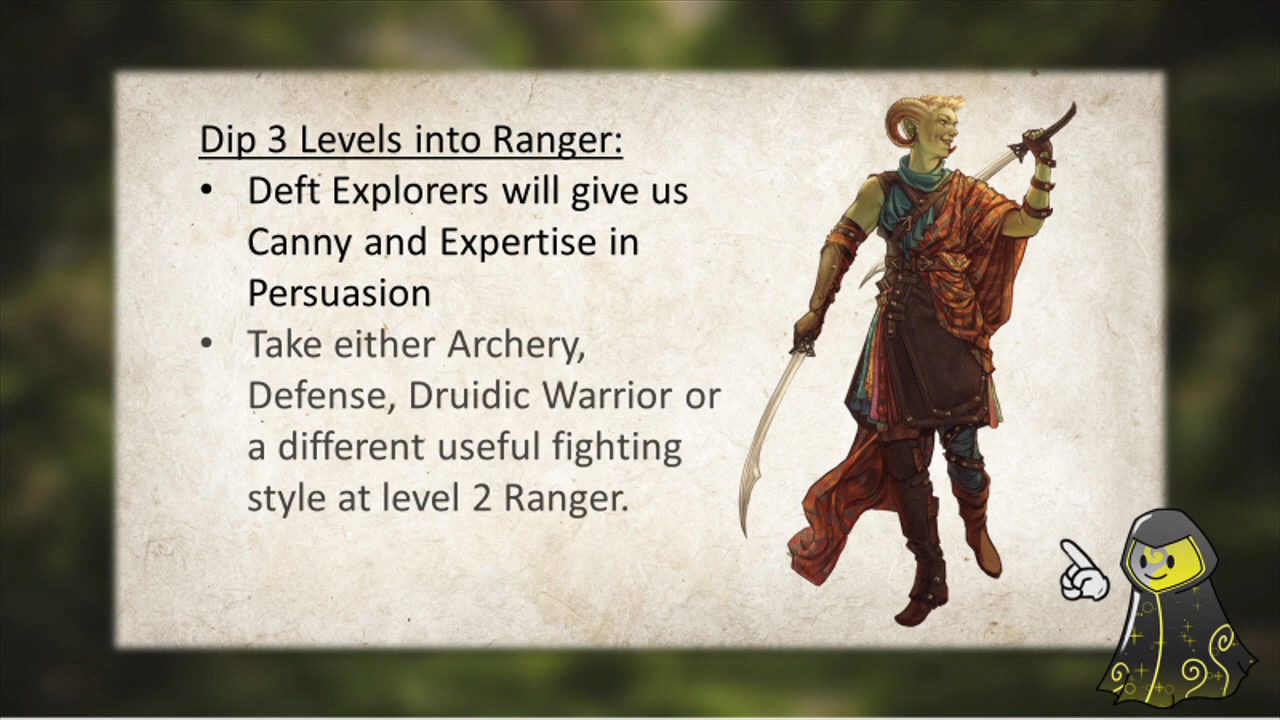 Dip 3 Levels into Ranger:
• Deft Explorers will give us
Canny and Expertise in
Persuasion
• Take either Archery,
Defense, Druidic Warrior or
a different useful fighting
style at level 2 Ranger.